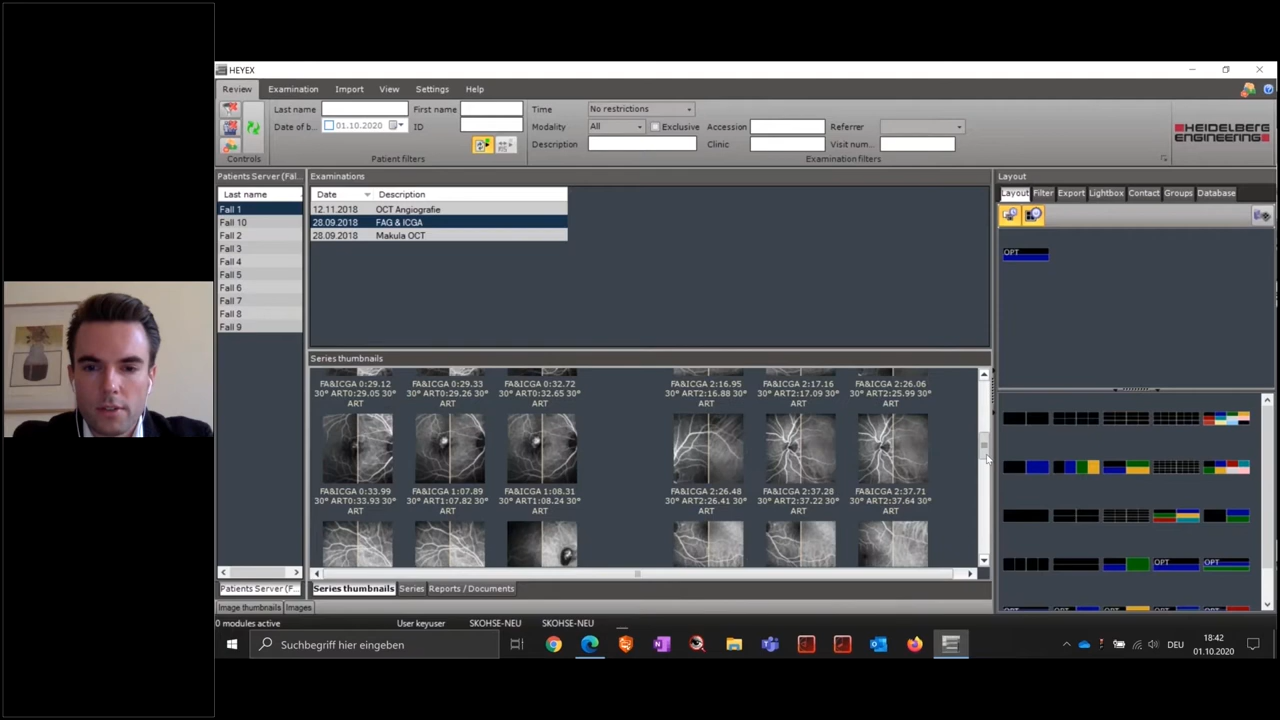 HEYEX
Review Examination Import View Settings Help
Last name First name Time No restrictions
Date of b... 01.10.2020 ID Modality All Exclusive Accession Referrer
Description Clinic Visit num...
Controls Patient filters Examination filters
HEIDELBERG
ENGINEERING
Patients Server (Fäl... Examinations Layout
Last name Date Description Layout Filter Export Lightbox Contact Groups Database
Fall 1 12.11.2018 OCT Angiografie
Fall 10 28.09.2018 FAG & ICGA
Fall 2 28.09.2018 Makula OCT
Fall 3
Fall 4
Fall 5
Fall 6
Fall 7
Fall 8
Fall 9
OPT
Series thumbnails
FA&ICGA 0:29.12 FA&ICGA 0:29.33 FA&ICGA 0:32.72 FA&ICGA 2:16.95 FA&ICGA 2:17.16 FA&ICGA 2:26.06
30° ART0:29.05 30° ART0:29.26 30° ART0:32.65 30° ART2:16.88 30° ART2:17.09 30° ART2:25.99 30°
ART ART ART ART ART ART
FA&ICGA 0:33.99 FA&ICGA 1:07.89 FA&ICGA 1:08.31 FA&ICGA 2:26.48 FA&ICGA 2:37.28 FA&ICGA 2:37.71
30° ART0:33.93 30° ART1:07.82 30° ART1:08.24 30° ART2:26.41 30° ART2:37.22 30° ART2:37.64 30°
ART ART ART ART ART ART
OPT OPT
Patients Server (F... Series thumbnails Series Reports / Documents
Image thumbnails Images
0 modules active User keyuser SKOHSE-NEU SKOHSE-NEU
Suchbegriff hier eingeben DEU 18:42
01.10.2020